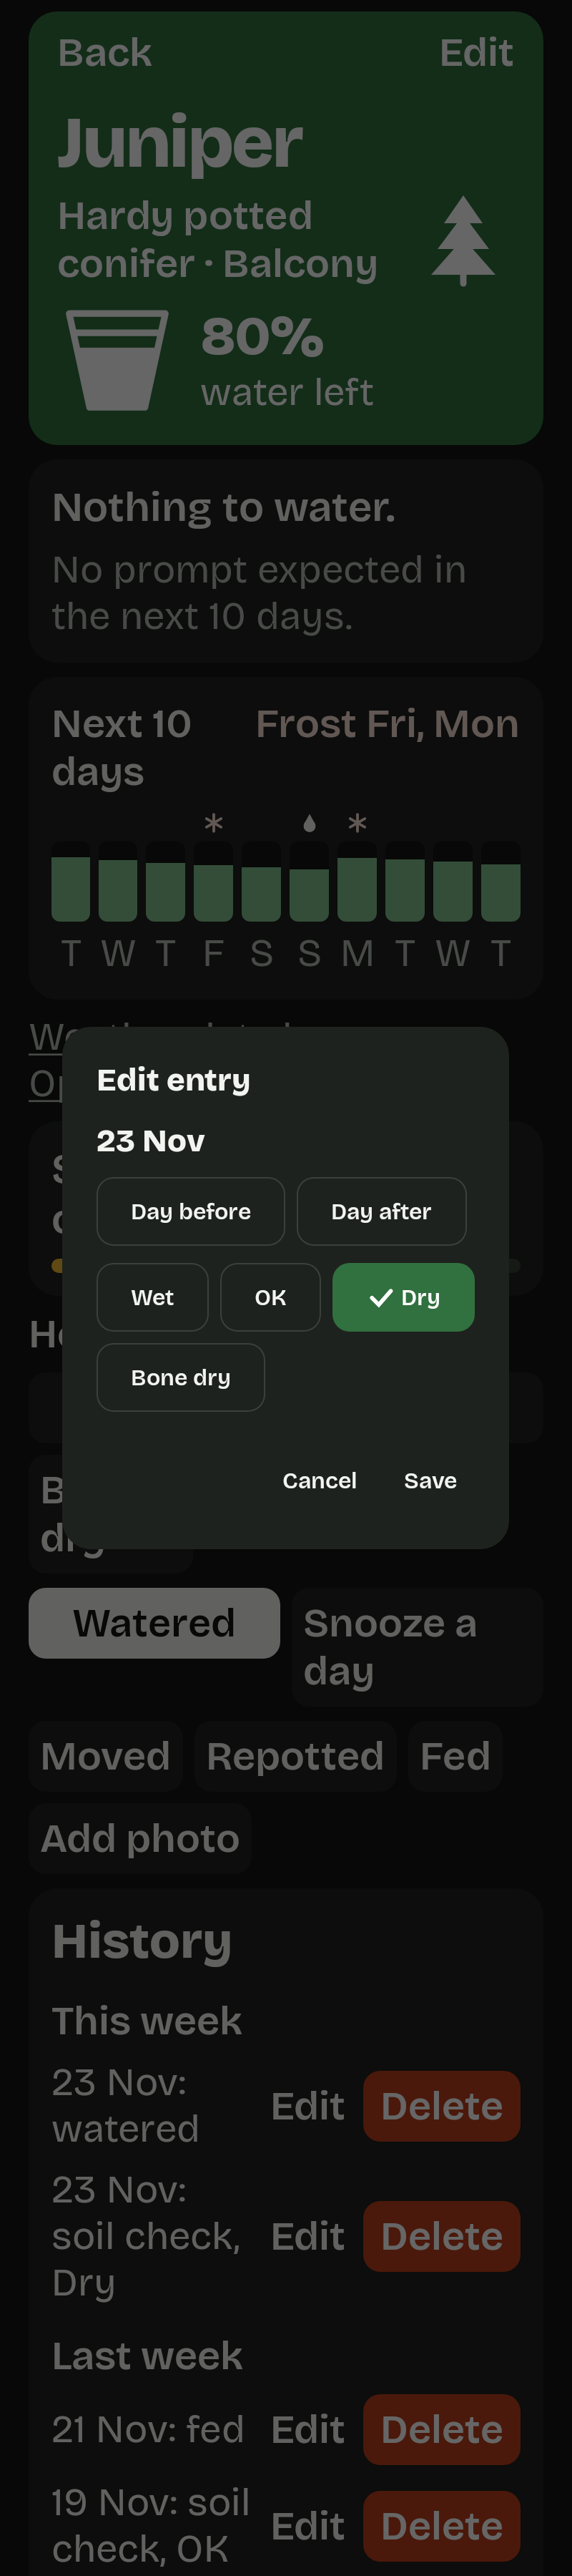 Back
Edit
Juniper
Hardy potted
conifer · Balcony
80%
water left
Nothing to water.
No prompt expected in
the next 10 days.
Next 10
days
Frost Fri, Mon
T W T F S S M T W T
Edit entry
23 Nov
Day before
Day after
Wet
OK
Dry
Bone dry
Cancel
Save
Watered
Snooze a
day
Moved
Repotted
Fed
Add photo
History
This week
23 Nov:
watered
Edit
Delete
23 Nov:
soil check,
Dry
Edit
Delete
Last week
21 Nov: fed
Edit
Delete
19 Nov: soil
check, OK
Edit
Delete